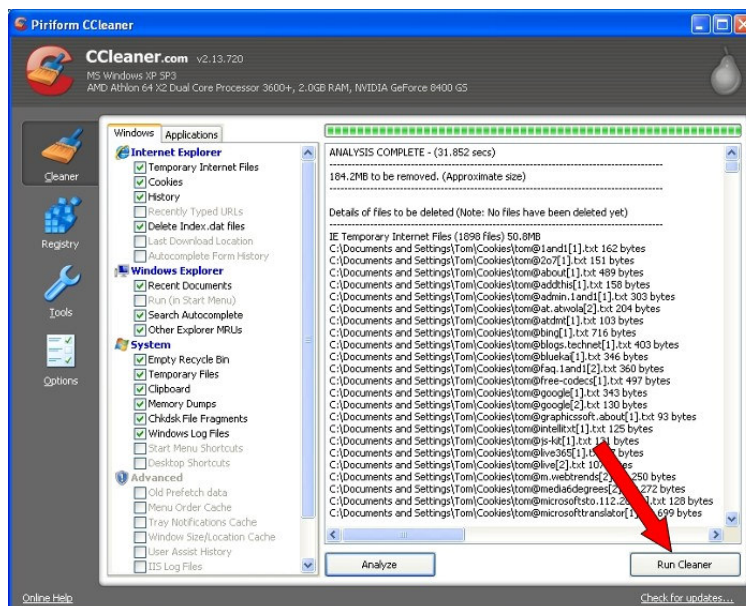 Piriform CCleaner
CCleaner.com v2.13.720
MS Windows XP SP3
AMD Athlon 64 X2 Dual Core Processor 3600+, 2.0GB RAM, NVIDIA GeForce 8400 GS
Cleaner
Registry
Tools
Options
Windows Applications
Internet Explorer
Temporary Internet Files
Cookies
History
Recently Typed URLs
Delete Index.dat files
Last Download Location
Autocomplete Form History
Windows Explorer
Recent Documents
Run (in Start Menu)
Search Autocomplete
Other Explorer MRUs
System
Empty Recycle Bin
Temporary Files
Clipboard
Memory Dumps
Chkdsk File Fragments
Windows Log Files
Start Menu Shortcuts
Desktop Shortcuts
Advanced
Old Prefetch data
Menu Order Cache
Tray Notifications Cache
Window Size/Location Cache
User Assist History
IIS Log Files
ANALYSIS COMPLETE - (31.852 secs)
184.2MB to be removed. (Approximate size)
Details of files to be deleted (Note: No files have been deleted yet)
IE Temporary Internet Files (1898 files) 50.8MB
C:\Documents and Settings\Tom\Cookies\tom@1and1[1].txt 162 bytes
C:\Documents and Settings\Tom\Cookies\tom@2o7[1].txt 151 bytes
C:\Documents and Settings\Tom\Cookies\tom@about[1].txt 489 bytes
C:\Documents and Settings\Tom\Cookies\tom@addthis[1].txt 158 bytes
C:\Documents and Settings\Tom\Cookies\tom@admin.1and1[1].txt 303 bytes
C:\Documents and Settings\Tom\Cookies\tom@at.atwola[2].txt 204 bytes
C:\Documents and Settings\Tom\Cookies\tom@atdmt[1].txt 103 bytes
C:\Documents and Settings\Tom\Cookies\tom@bing[1].txt 716 bytes
C:\Documents and Settings\Tom\Cookies\tom@blogs.technet[1].txt 403 bytes
C:\Documents and Settings\Tom\Cookies\tom@bluekai[1].txt 346 bytes
C:\Documents and Settings\Tom\Cookies\tom@faq.1and1[2].txt 360 bytes
C:\Documents and Settings\Tom\Cookies\tom@free-codecs[1].txt 497 bytes
C:\Documents and Settings\Tom\Cookies\tom@google[1].txt 343 bytes
C:\Documents and Settings\Tom\Cookies\tom@google[2].txt 130 bytes
C:\Documents and Settings\Tom\Cookies\tom@graphicssoft.about[1].txt 93 bytes
C:\Documents and Settings\Tom\Cookies\tom@intellitxt[1].txt 125 bytes
C:\Documents and Settings\Tom\Cookies\tom@js-kit[1].txt bytes
C:\Documents and Settings\Tom\Cookies\tom@live365[1] bytes
C:\Documents and Settings\Tom\Cookies\tom@live[2].txt
C:\Documents and Settings\Tom\Cookies\tom@m.webtrends[2] 250 bytes
C:\Documents and Settings\Tom\Cookies\tom@media6degrees[2] 272 bytes
C:\Documents and Settings\Tom\Cookies\tom@microsoftsto.112 .txt 128 bytes
C:\Documents and Settings\Tom\Cookies\tom@microsofttranslator 699 bytes
Analyze
Run Cleaner
Online Help
Check for updates...